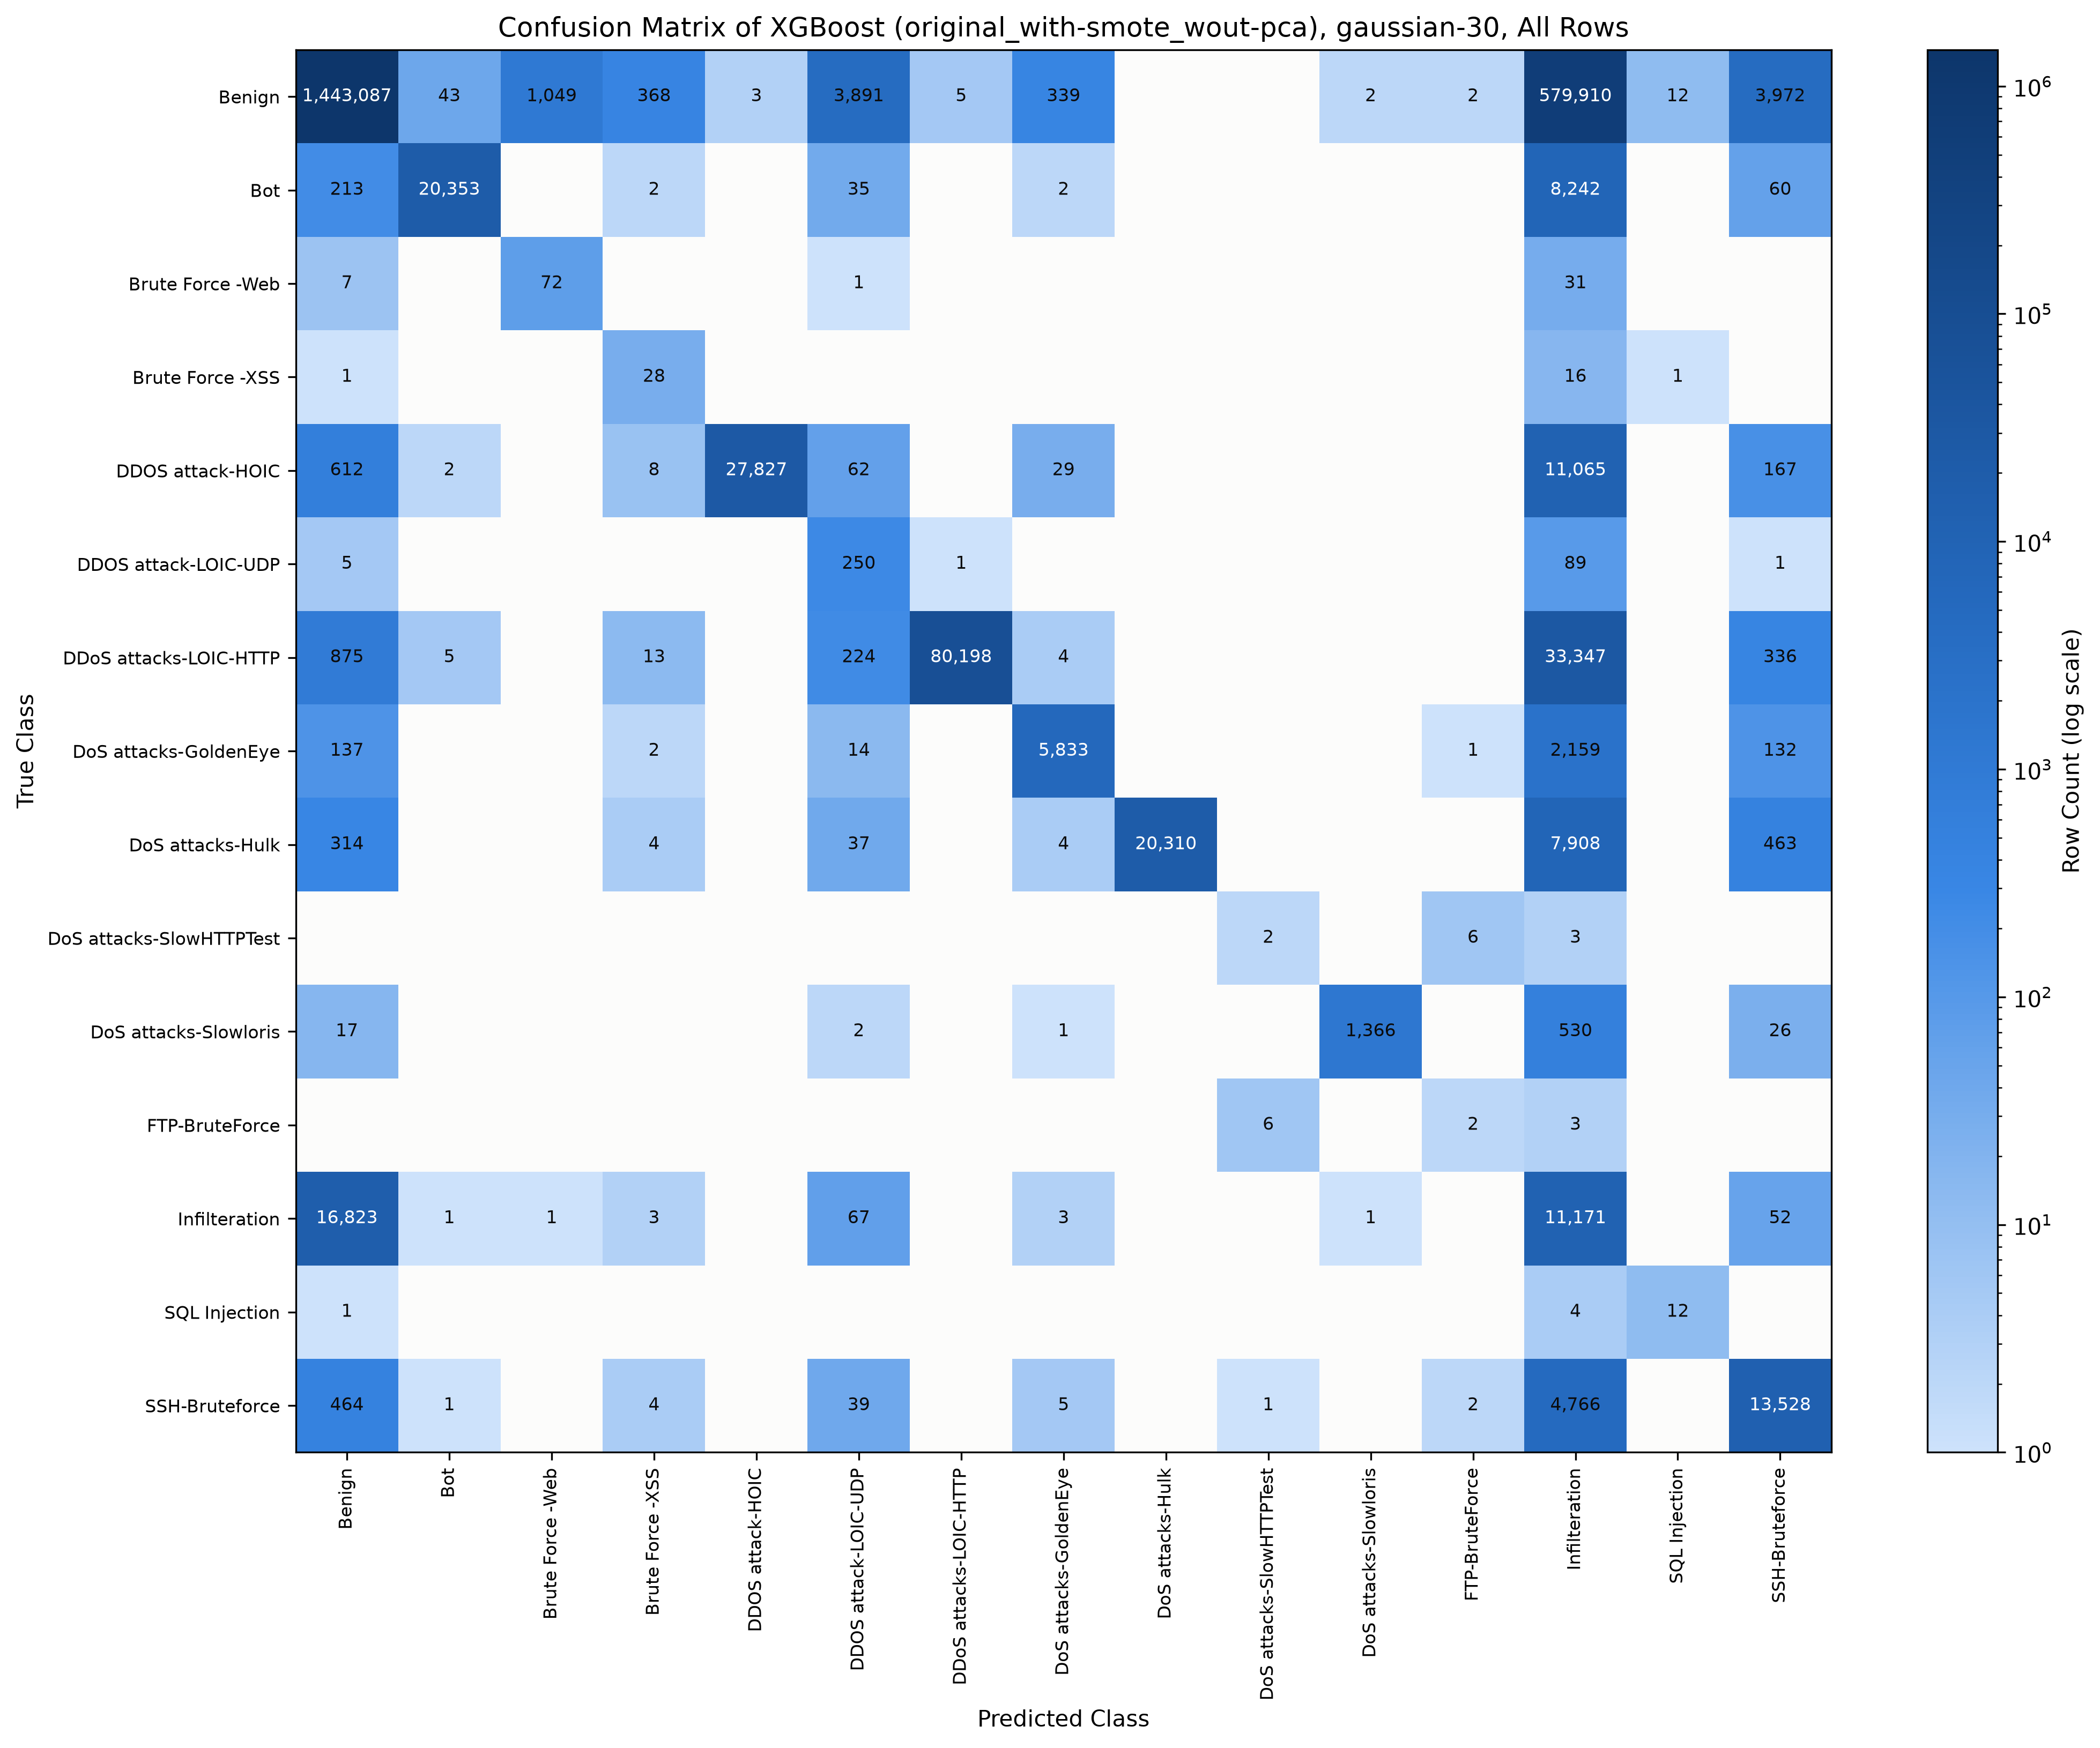 Confusion Matrix of XGBoost (original_with-smote_wout-pca), gaussian-30, All Rows
True Class
Benign 1,443,087 43 1,049 368 3 3,891 5 339 2 2 579,910 12 3,972
Bot 213 20,353 2 35 2 8,242 60
Brute Force -Web 7 72 1 31
Brute Force -XSS 1 28 16 1
DDOS attack-HOIC 612 2 8 27,827 62 29 11,065 167
DDOS attack-LOIC-UDP 5 250 1 89 1
DDoS attacks-LOIC-HTTP 875 5 13 224 80,198 4 33,347 336
DoS attacks-GoldenEye 137 2 14 5,833 1 2,159 132
DoS attacks-Hulk 314 4 37 4 20,310 7,908 463
DoS attacks-SlowHTTPTest 2 6 3
DoS attacks-Slowloris 17 2 1 1,366 530 26
FTP-BruteForce 6 2 3
Infilteration 16,823 1 1 3 67 3 1 11,171 52
SQL Injection 1 4 12
SSH-Bruteforce 464 1 4 39 5 1 2 4,766 13,528
Benign
Bot
Brute Force -Web
Brute Force -XSS
DDOS attack-HOIC
DDOS attack-LOIC-UDP
DDoS attacks-LOIC-HTTP
DoS attacks-GoldenEye
DoS attacks-Hulk
DoS attacks-SlowHTTPTest
DoS attacks-Slowloris
FTP-BruteForce
Infilteration
SQL Injection
SSH-Bruteforce
Predicted Class
10⁶
10⁵
10⁴
10³
10²
10¹
10⁰
Row Count (log scale)